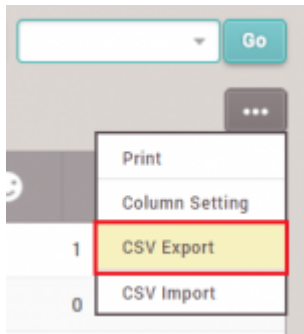 Go
...
Print
Column Setting
1
CSV Export
0
CSV Import